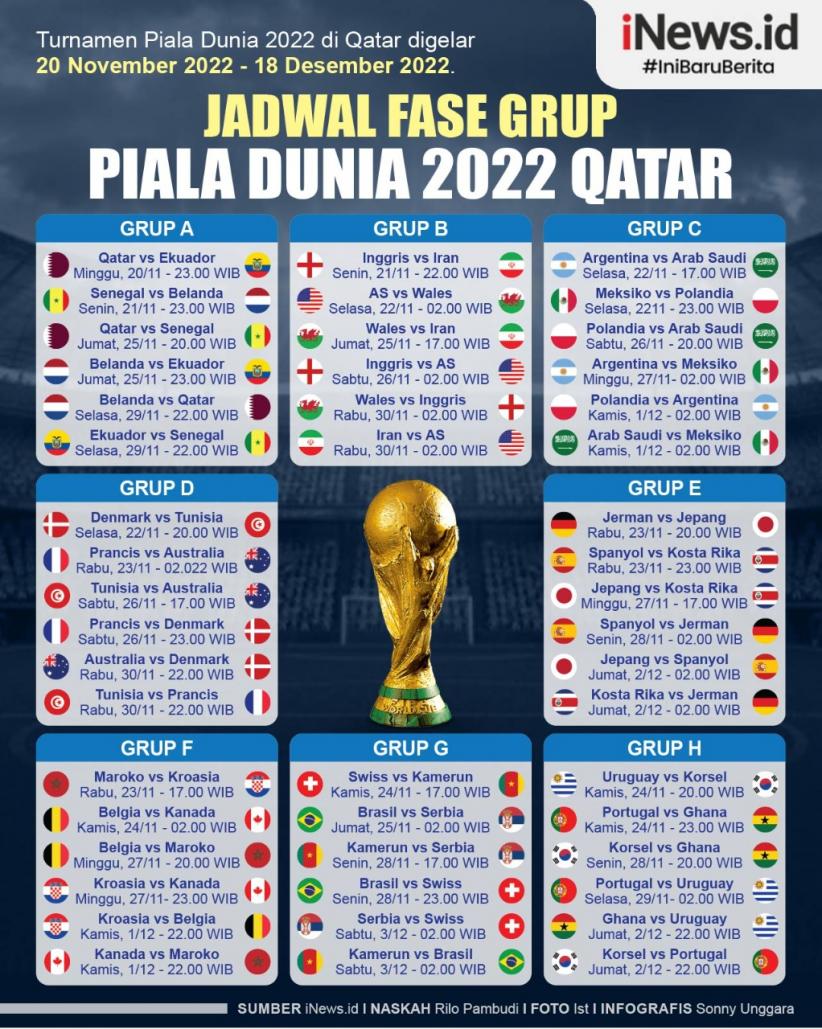 Turnamen Piala Dunia 2022 di Qatar digelar
20 November 2022 - 18 Desember 2022.
iNews.id
#IniBaruBerita
JADWAL FASE GRUP
PIALA DUNIA 2022 QATAR
GRUP A
Qatar vs Ekuador
Minggu, 20/11 - 23.00 WIB
Senegal vs Belanda
Senin, 21/11 - 23.00 WIB
Qatar vs Senegal
Jumat, 25/11 - 20.00 WIB
Belanda vs Ekuador
Jumat, 25/11 - 23.00 WIB
Belanda vs Qatar
Selasa, 29/11 - 22.00 WIB
Ekuador vs Senegal
Selasa, 29/11 - 22.00 WIB
GRUP B
Inggris vs Iran
Senin, 21/11 - 22.00 WIB
AS vs Wales
Selasa, 22/11 - 02.00 WIB
Wales vs Iran
Jumat, 25/11 - 17.00 WIB
Inggris vs AS
Sabtu, 26/11 - 02.00 WIB
Wales vs Inggris
Rabu, 30/11 - 02.00 WIB
Iran vs AS
Rabu, 30/11 - 02.00 WIB
GRUP C
Argentina vs Arab Saudi
Selasa, 22/11 - 17.00 WIB
Meksiko vs Polandia
Selasa, 2211 - 23.00 WIB
Polandia vs Arab Saudi
Sabtu, 26/11 - 20.00 WIB
Argentina vs Meksiko
Minggu, 27/11 - 02.00 WIB
Polandia vs Argentina
Kamis, 1/12 - 02.00 WIB
Arab Saudi vs Meksiko
Kamis, 1/12 - 02.00 WIB
GRUP D
Denmark vs Tunisia
Selasa, 22/11 - 20.00 WIB
Prancis vs Australia
Rabu, 23/11 - 02.022 WIB
Tunisia vs Australia
Sabtu, 26/11 - 17.00 WIB
Prancis vs Denmark
Sabtu, 26/11 - 23.00 WIB
Australia vs Denmark
Rabu, 30/11 - 22.00 WIB
Tunisia vs Prancis
Rabu, 30/11 - 22.00 WIB
GRUP E
Jerman vs Jepang
Rabu, 23/11 - 20.00 WIB
Spanyol vs Kosta Rika
Rabu, 23/11 - 23.00 WIB
Jepang vs Kosta Rika
Minggu, 27/11 - 17.00 WIB
Spanyol vs Jerman
Senin, 28/11 - 02.00 WIB
Jepang vs Spanyol
Jumat, 2/12 - 02.00 WIB
Kosta Rika vs Jerman
Jumat, 2/12 - 02.00 WIB
GRUP F
Maroko vs Kroasia
Rabu, 23/11 - 17.00 WIB
Belgia vs Kanada
Kamis, 24/11 - 02.00 WIB
Belgia vs Maroko
Minggu, 27/11 - 20.00 WIB
Kroasia vs Kanada
Minggu, 27/11- 23.00 WIB
Kroasia vs Belgia
Kamis, 1/12 - 22.00 WIB
Kanada vs Maroko
Kamis, 1/12 - 22.00 WIB
GRUP G
Swiss vs Kamerun
Kamis, 24/11 - 17.00 WIB
Brasil vs Serbia
Jumat, 25/11 - 02.00 WIB
Kamerun vs Serbia
Senin, 28/11 - 17.00 WIB
Brasil vs Swiss
Senin, 28/11 - 23.00 WIB
Serbia vs Swiss
Sabtu, 3/12 - 02.00 WIB
Kamerun vs Brasil
Sabtu, 3/12 - 02.00 WIB
GRUP H
Uruguay vs Korsel
Kamis, 24/11 - 20.00 WIB
Portugal vs Ghana
Kamis, 24/11 - 23.00 WIB
Korsel vs Ghana
Senin, 28/11 - 20.00 WIB
Portugal vs Uruguay
Selasa, 29/11 - 02.00 WIB
Ghana vs Uruguay
Jumat, 2/12 - 22.00 WIB
Korsel vs Portugal
Jumat, 2/12 - 22.00 WIB
SUMBER iNews.id I NASKAH Rilo Pambudi I FOTO Ist I INFOGRAFIS Sonny Unggara